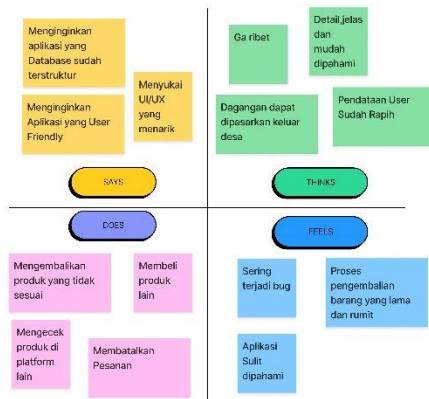 Menginginkan
aplikasi yang
Database sudah
terstruktur
Menyukai
UI/UX
yang
menarik
Menginginkan
Aplikasi yang User
Friendly
SAYS
Ga ribet
Detail,jelas
dan
mudah
dipahami
Dagangan dapat
dipasarkan keluar
desa
Pendataan User
Sudah Rapih
THINKS
DOES
Mengembalikan
produk yang tidak
sesuai
Membeli
produk
lain
Mengecek
produk di
platform
lain
Membatalkan
Pesanan
FEELS
Sering
terjadi bug
Proses
pengembalian
barang yang lama
dan rumit
Aplikasi
Sulit
dipahami